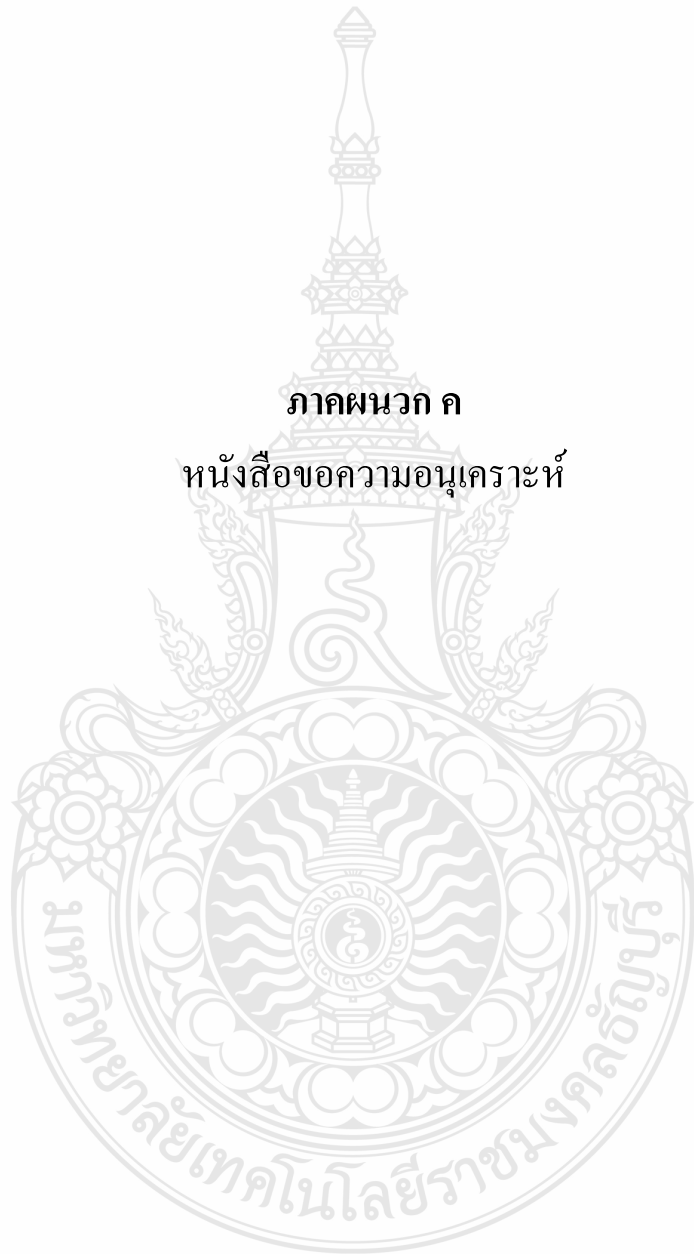 ภาคผนวก ค
หนังสือขอความอนุเคราะห์
มหาวิทยาลัยเทคโนโลยีราชมงคลธัญบุรี